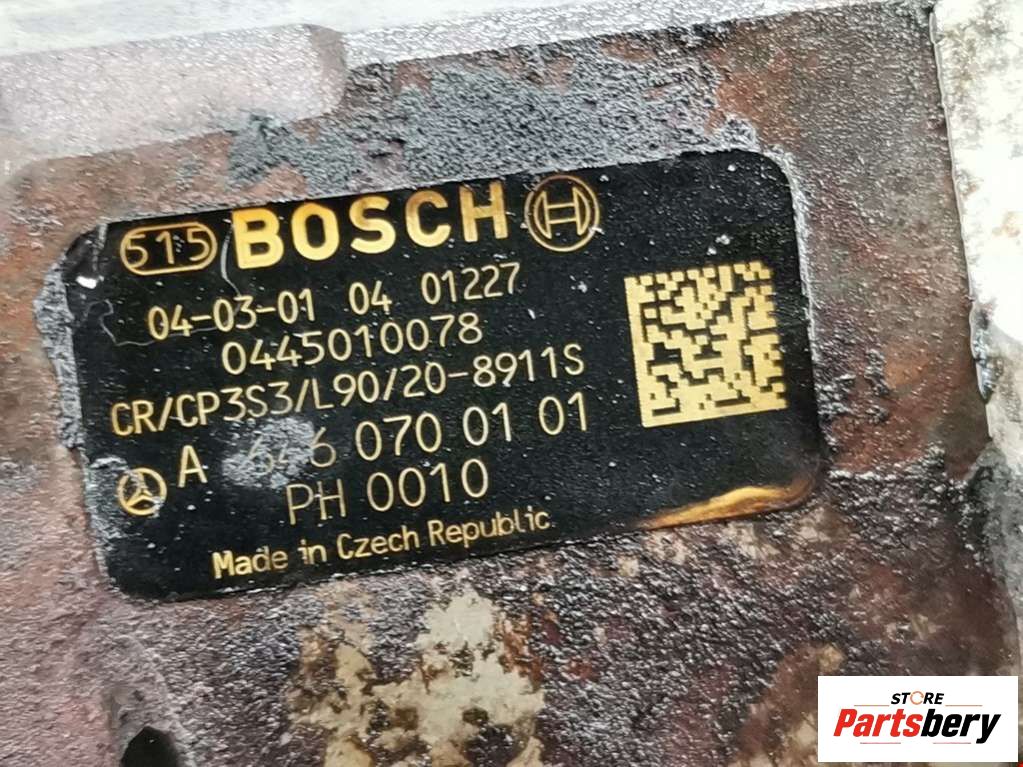 515 BOSCH
04-03-01 04 01227
0445010078
CR/CP3S3/L90/20-8911S
A 646 070 01 01
PH 0010
Made in Czech Republic
STORE
Partsbery